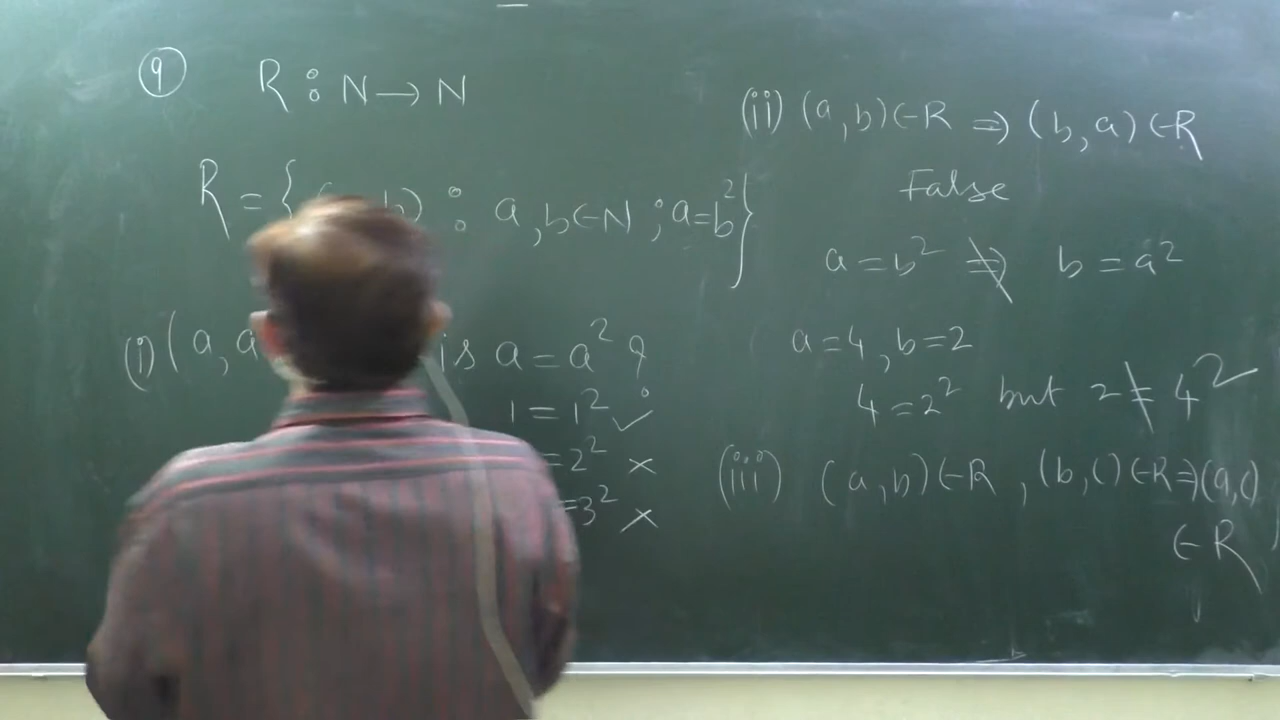 (9) R : N → N
R = { b) : a, b ∈ N ; a = b² }
(i) (a, a is a = a² ?
1 = 1² ✓
= 2² ×
= 3² ×
(ii) (a, b) ∈ R ⇒ (b, a) ∈ R
False
a = b² ⇏ b = a²
a = 4, b = 2
4 = 2² but 2 ≠ 4²
(iii) (a, b) ∈ R , (b, c) ∈ R ⇒ (a, c)
∈ R